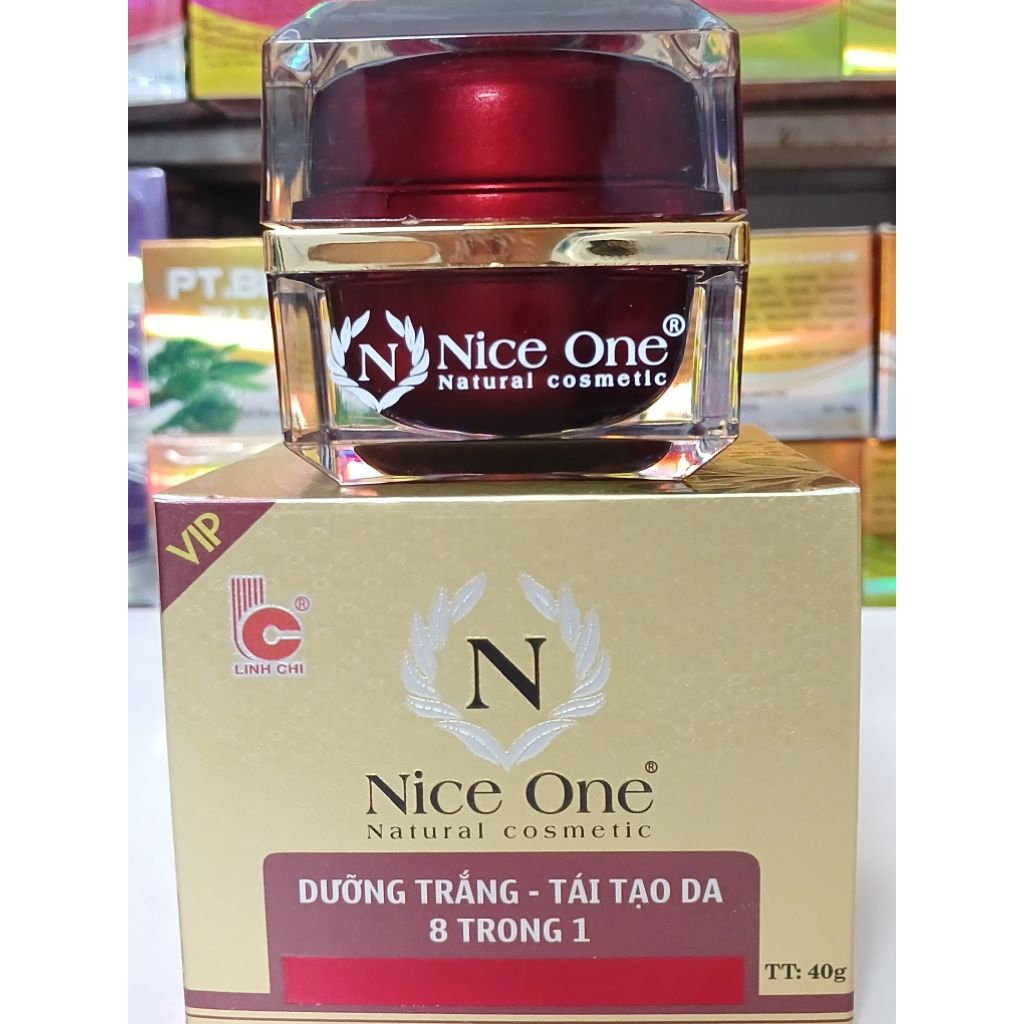 PT.B
N Nice One®
Natural cosmetic
VIP
®
LINH CHI
N
Nice One®
Natural cosmetic
DƯỠNG TRẮNG - TÁI TẠO DA
8 TRONG 1
TT: 40g